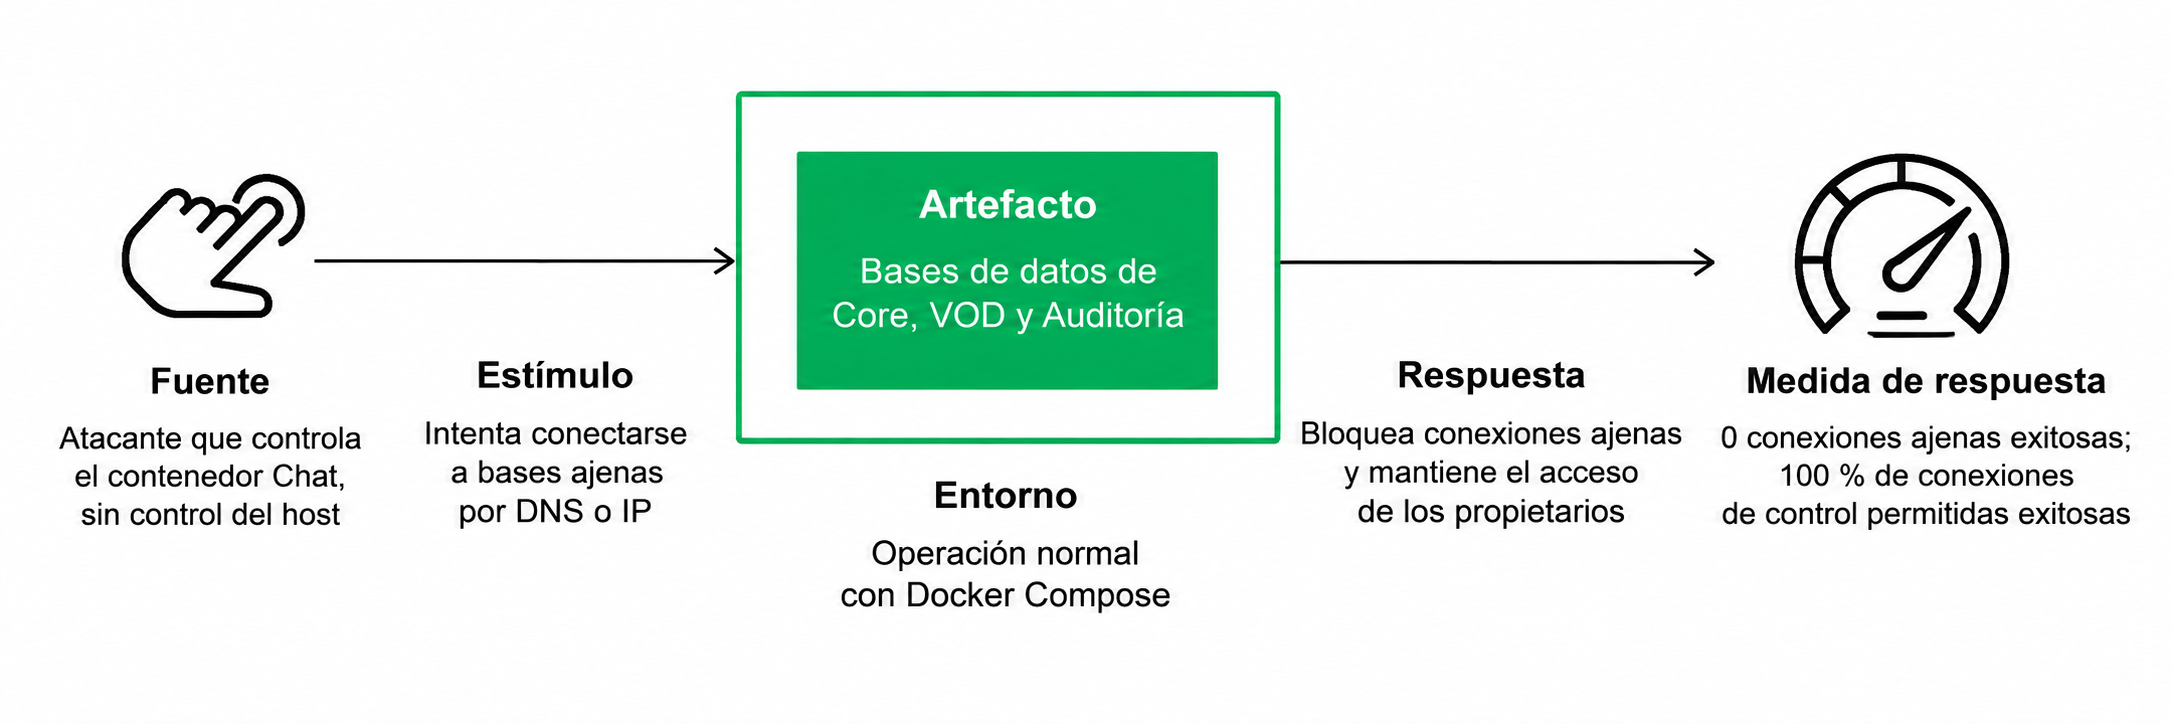 Fuente
Atacante que controla
el contenedor Chat,
sin control del host
Estímulo
Intenta conectarse
a bases ajenas
por DNS o IP
Artefacto
Bases de datos de
Core, VOD y Auditoría
Entorno
Operación normal
con Docker Compose
Respuesta
Bloquea conexiones ajenas
y mantiene el acceso
de los propietarios
Medida de respuesta
0 conexiones ajenas exitosas;
100 % de conexiones
de control permitidas exitosas